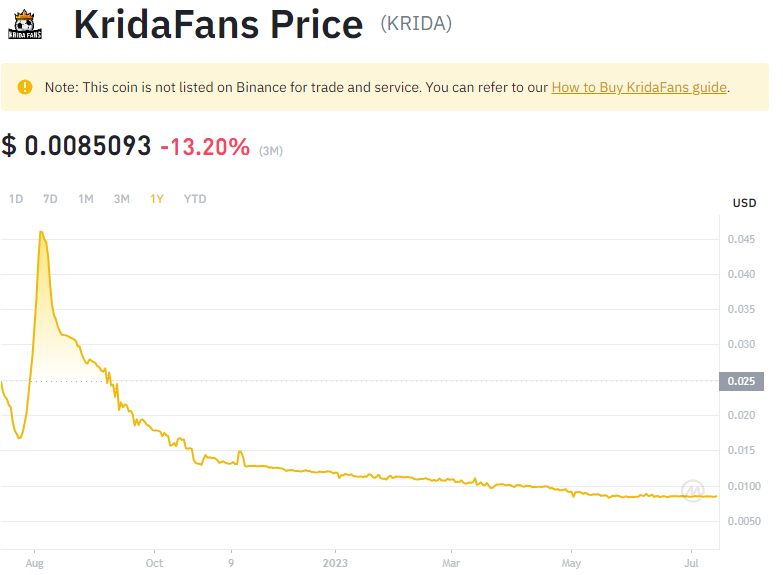 KRIDA FANS
KridaFans Price (KRIDA)
Note: This coin is not listed on Binance for trade and service. You can refer to our How to Buy KridaFans guide.
$ 0.0085093 -13.20% (3M)
1D 7D 1M 3M 1Y YTD
USD
0.045
0.040
0.035
0.030
0.025
0.020
0.015
0.0100
0.0050
Aug Oct 9 2023 Mar May Jul